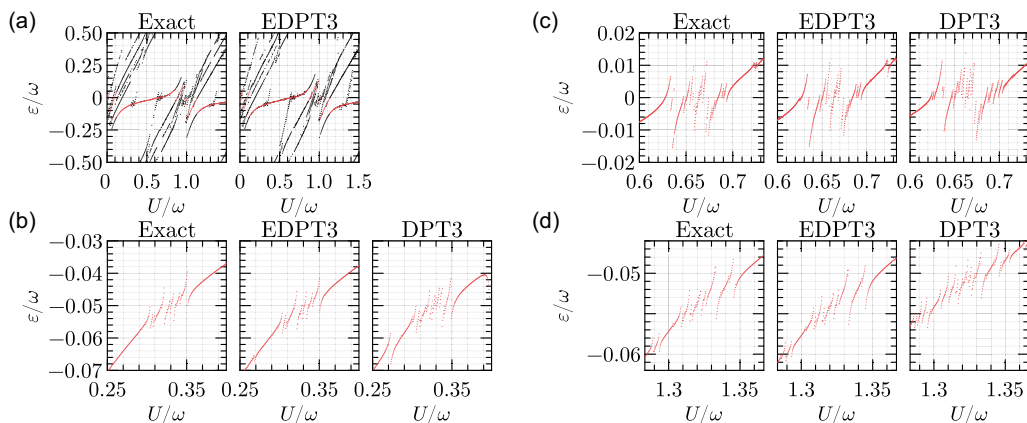 (a)
Exact
EDPT3
ε/ω
0.50
0.25
0
−0.25
−0.50
0 0.5 1.0
0 0.5 1.0 1.5
U/ω
U/ω
(b)
Exact
EDPT3
DPT3
ε/ω
−0.03
−0.04
−0.05
−0.06
−0.07
0.25 0.35
0.25 0.35
0.25 0.35
U/ω
U/ω
U/ω
(c)
Exact
EDPT3
DPT3
ε/ω
0.02
0.01
0
−0.01
−0.02
0.6 0.65 0.7
0.6 0.65 0.7
0.6 0.65 0.7
U/ω
U/ω
U/ω
(d)
Exact
EDPT3
DPT3
ε/ω
−0.05
−0.06
1.3 1.35
1.3 1.35
1.3 1.35
U/ω
U/ω
U/ω